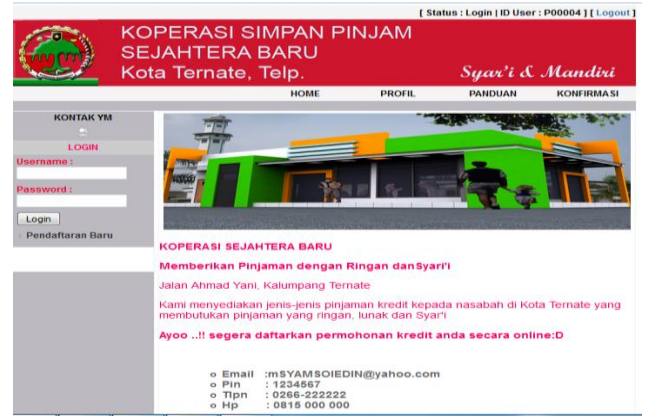 [ Status : Login | ID User : P00004 ] [ Logout ]
KOPERASI SIMPAN PINJAM
SEJAHTERA BARU
Kota Ternate, Telp.
Syar'i & Mandiri
HOME PROFIL PANDUAN KONFIRMASI
KONTAK YM
LOGIN
Username :
Password :
Login
Pendaftaran Baru
KOPERASI SEJAHTERA BARU
Memberikan Pinjaman dengan Ringan danSyari'i
Jalan Ahmad Yani, Kalumpang Ternate
Kami menyediakan jenis-jenis pinjaman kredit kepada nasabah di Kota Ternate yang
membutukan pinjaman yang ringan, lunak dan Syar'i
Ayoo ..!! segera daftarkan permohonan kredit anda secara online:D
o Email :mSYAMSOIEDIN@yahoo.com
o Pin : 1234567
o Tlpn : 0266-222222
o Hp : 0815 000 000